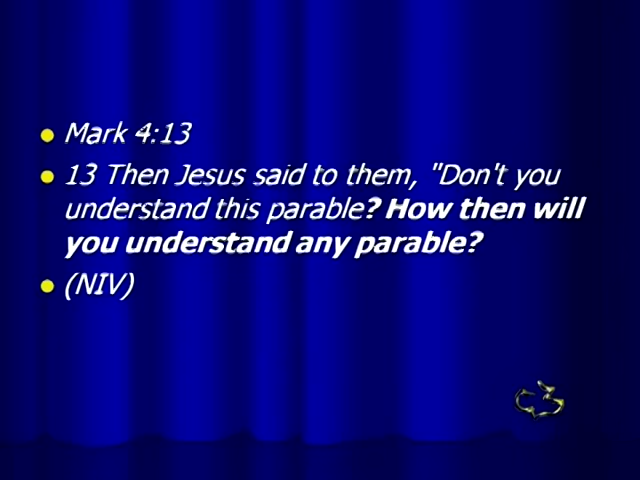 Mark 4:13
13 Then Jesus said to them, "Don't you
understand this parable? How then will
you understand any parable?
(NIV)
C3